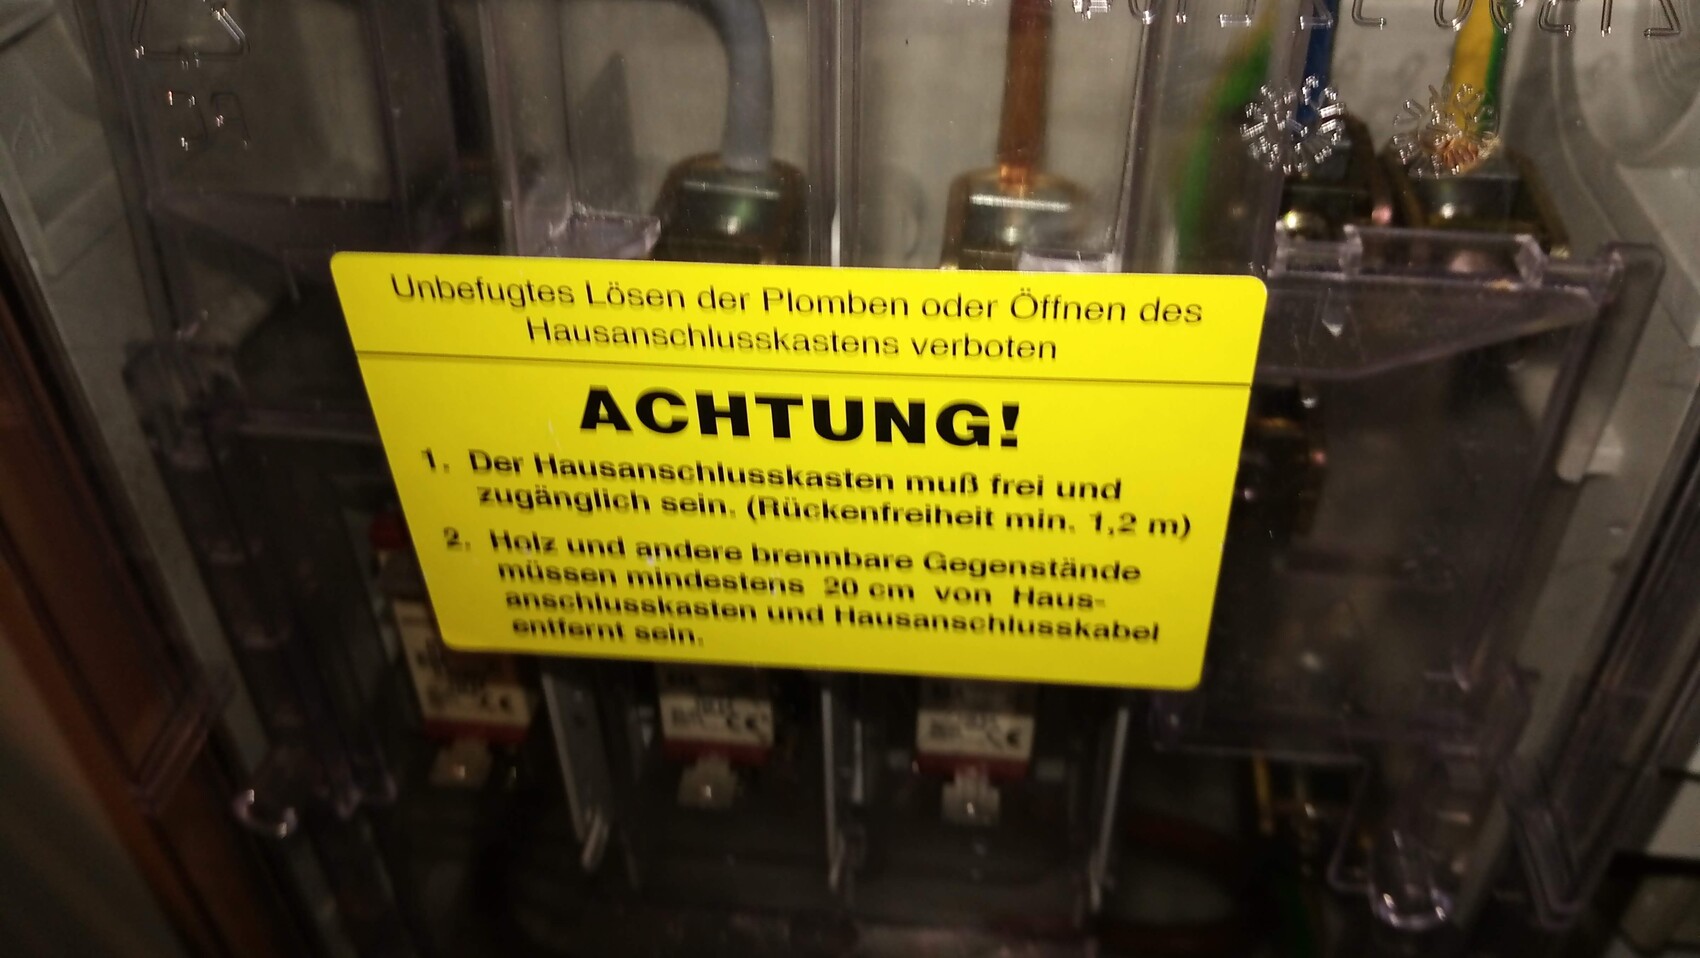 Unbefugtes Lösen der Plomben oder Öffnen des
Hausanschlusskastens verboten
ACHTUNG!
1. Der Hausanschlusskasten muß frei und
zugänglich sein. (Rückenfreiheit min. 1,2 m)
2. Holz und andere brennbare Gegenstände
müssen mindestens 20 cm von Haus-
anschlusskasten und Hausanschlusskabel
entfernt sein.